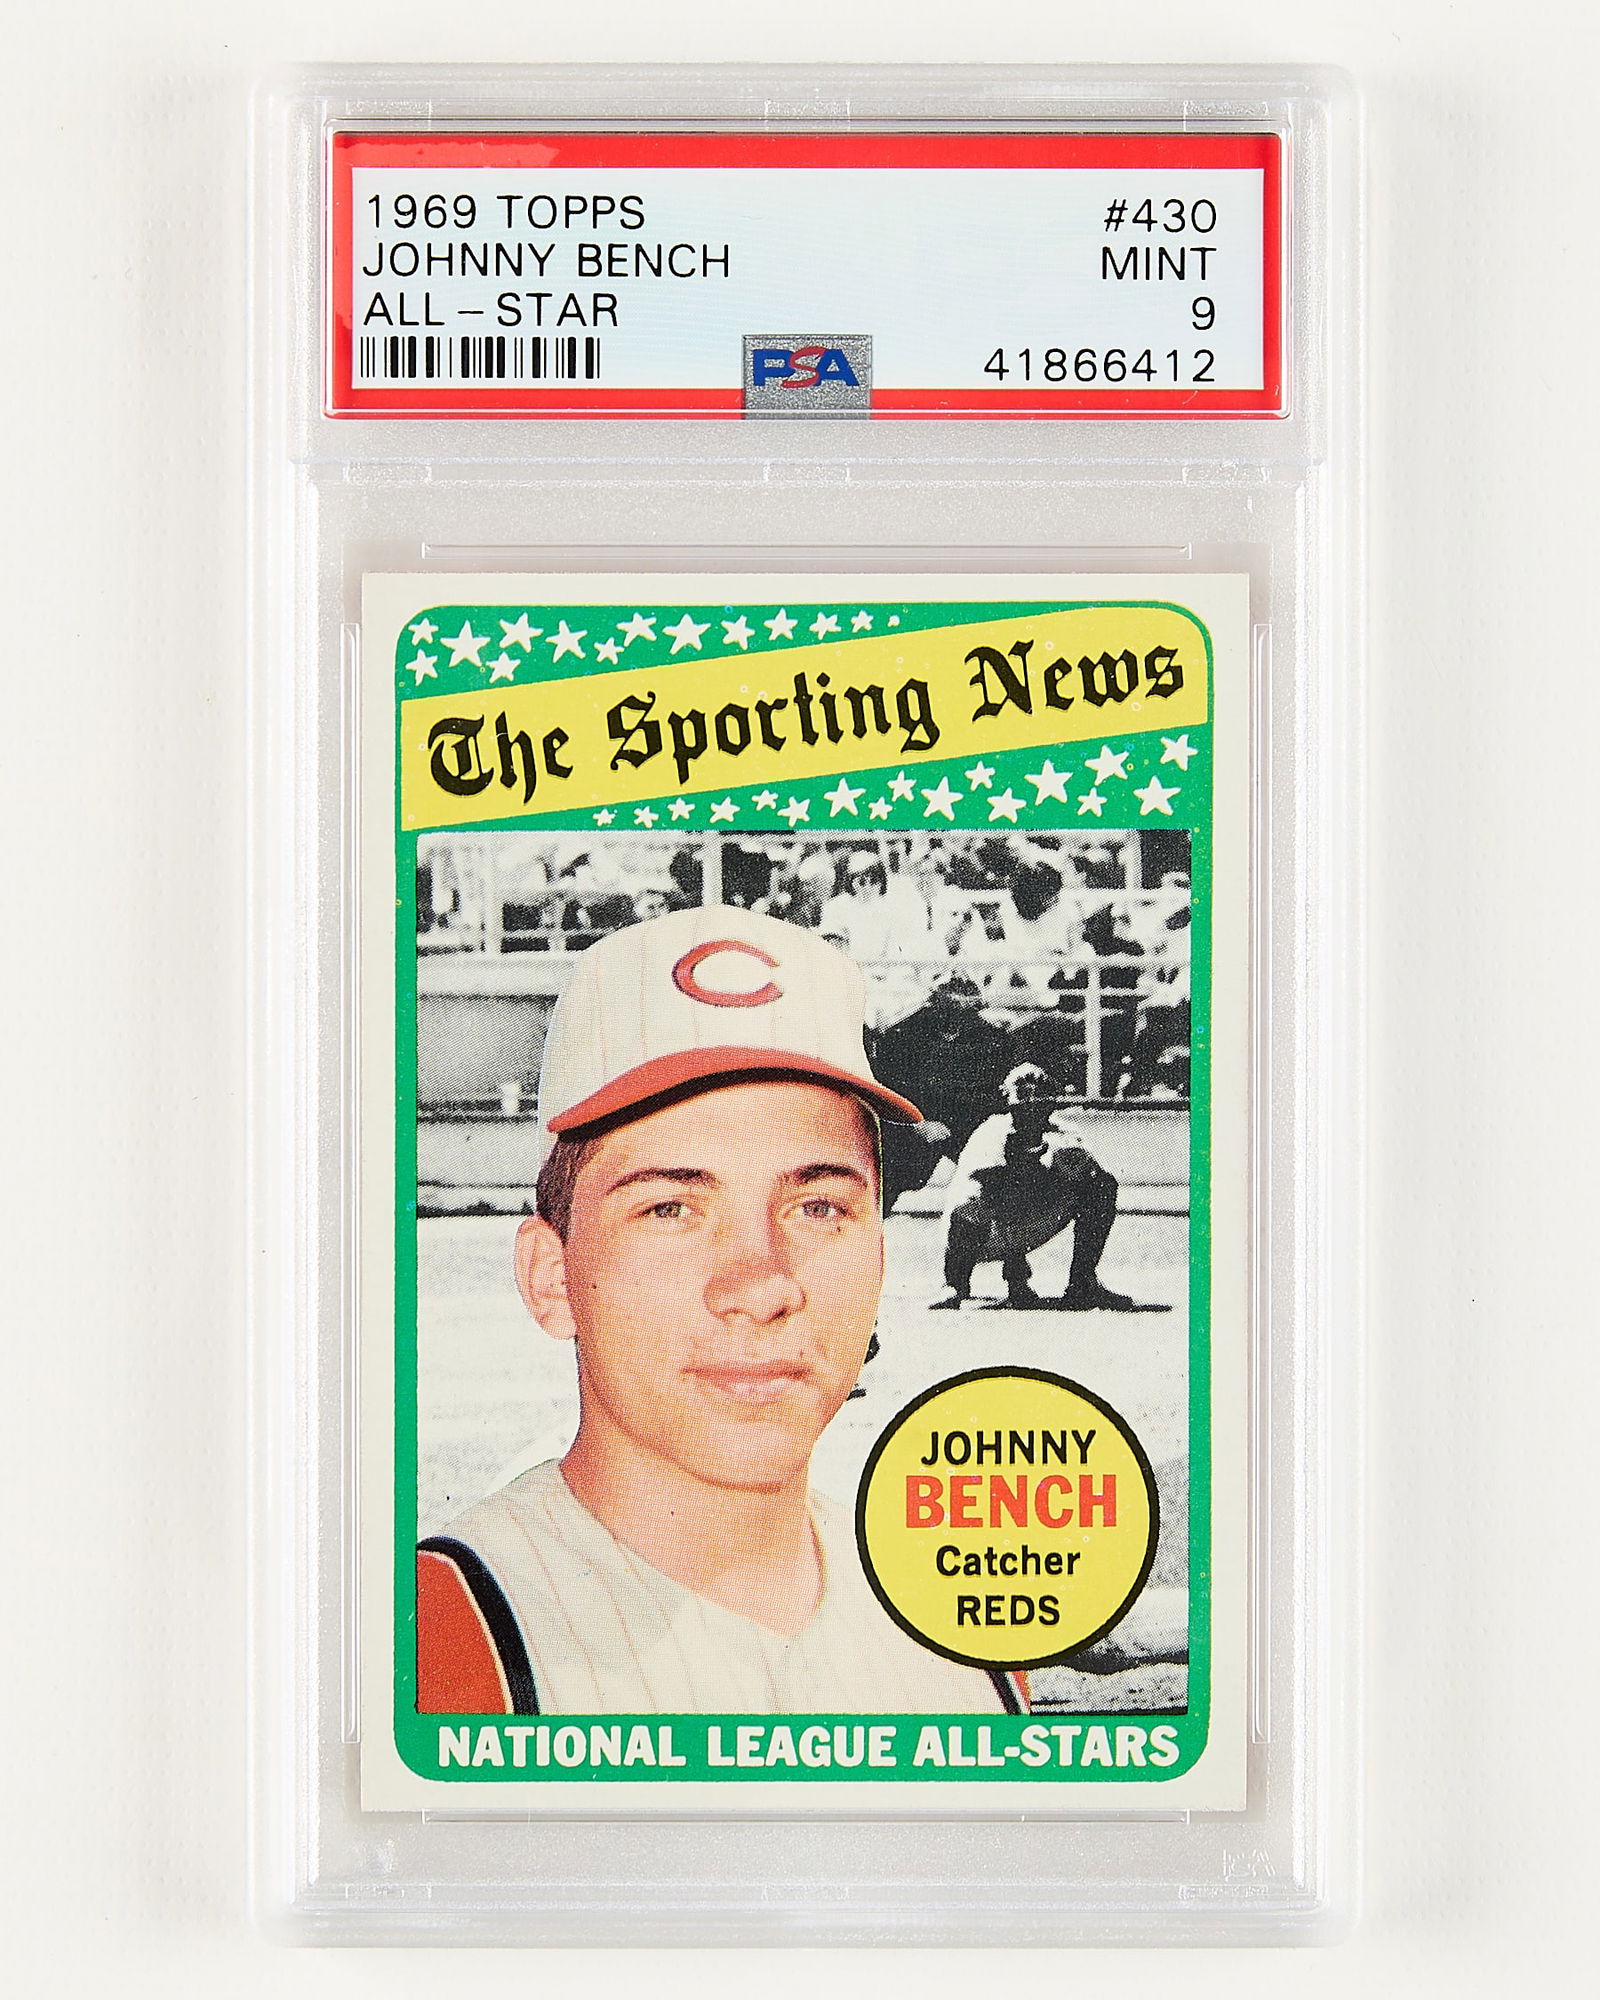 1969 TOPPS #430
JOHNNY BENCH MINT
ALL-STAR 9
PSA 41866412
The Sporting News
C
JOHNNY
BENCH
Catcher
REDS
NATIONAL LEAGUE ALL-STARS